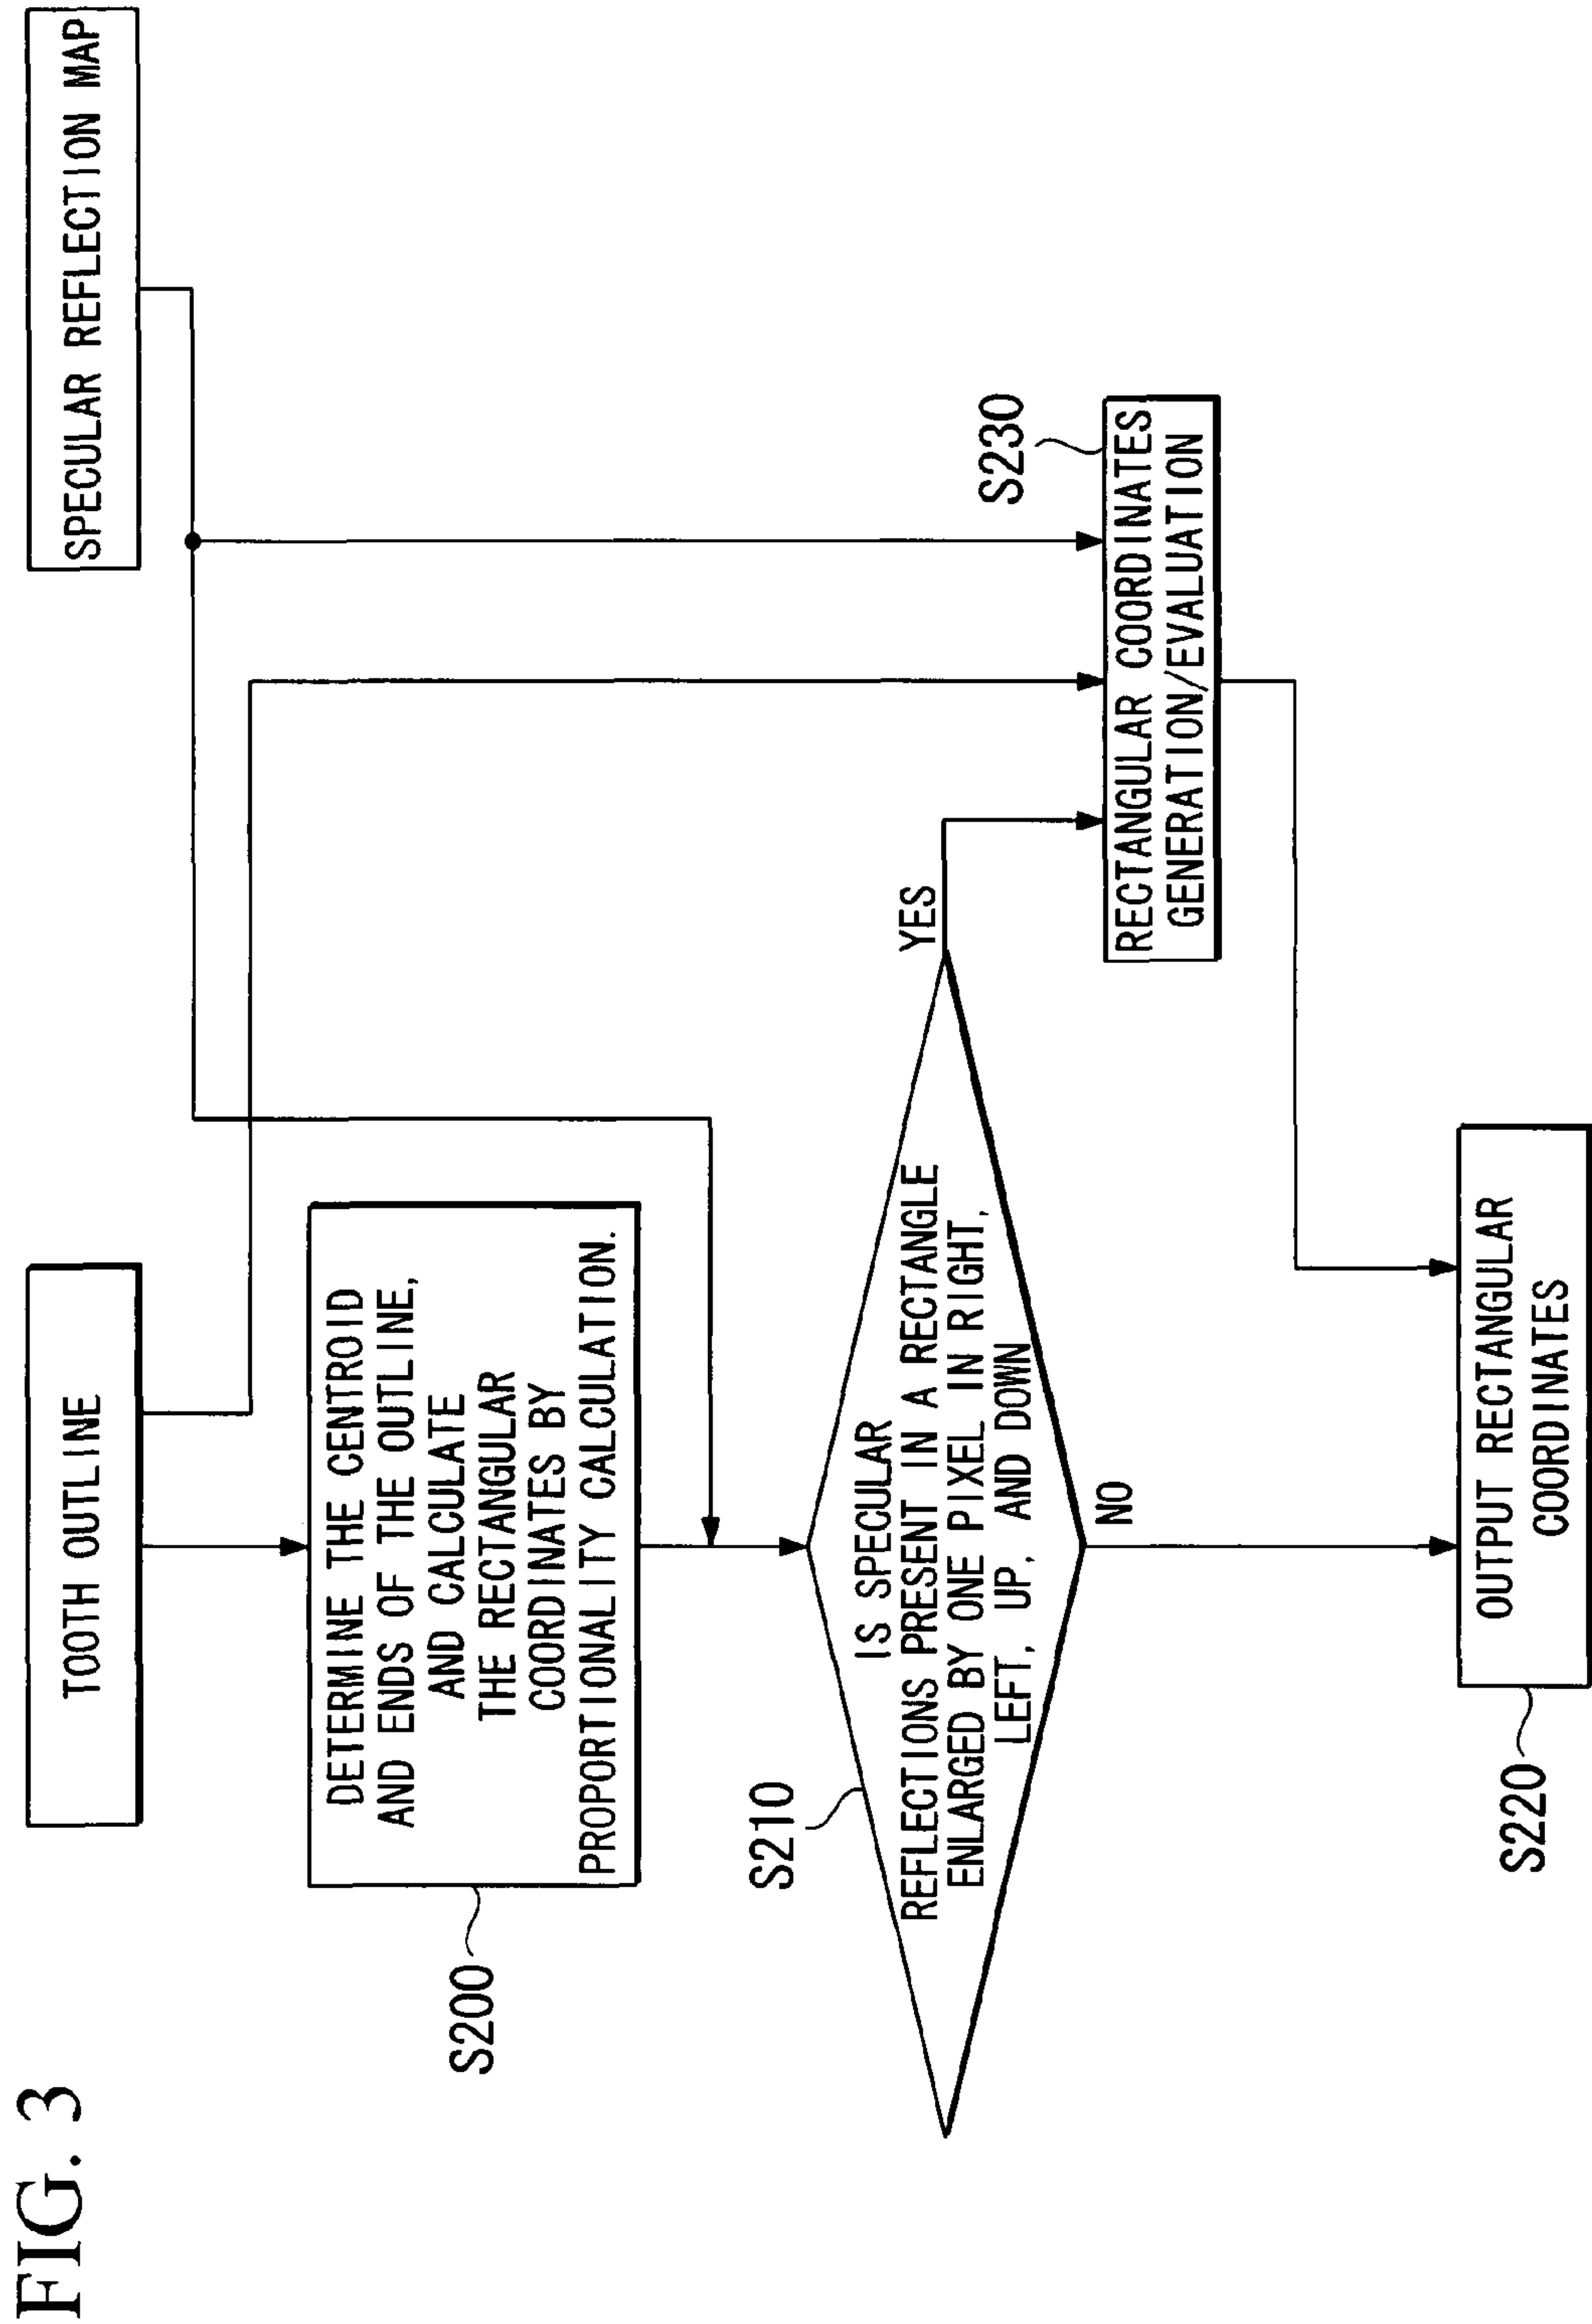 FIG. 3
TOOTH OUTLINE
SPECULAR REFLECTION MAP
S200
DETERMINE THE CENTROID
AND ENDS OF THE OUTLINE,
AND CALCULATE
THE RECTANGULAR
COORDINATES BY
PROPORTIONALITY CALCULATION.
S210
IS SPECULAR
REFLECTIONS PRESENT IN A RECTANGLE
ENLARGED BY ONE PIXEL IN RIGHT,
LEFT, UP, AND DOWN
YES
NO
S230
RECTANGULAR COORDINATES
GENERATION/EVALUATION
S220
OUTPUT RECTANGULAR
COORDINATES